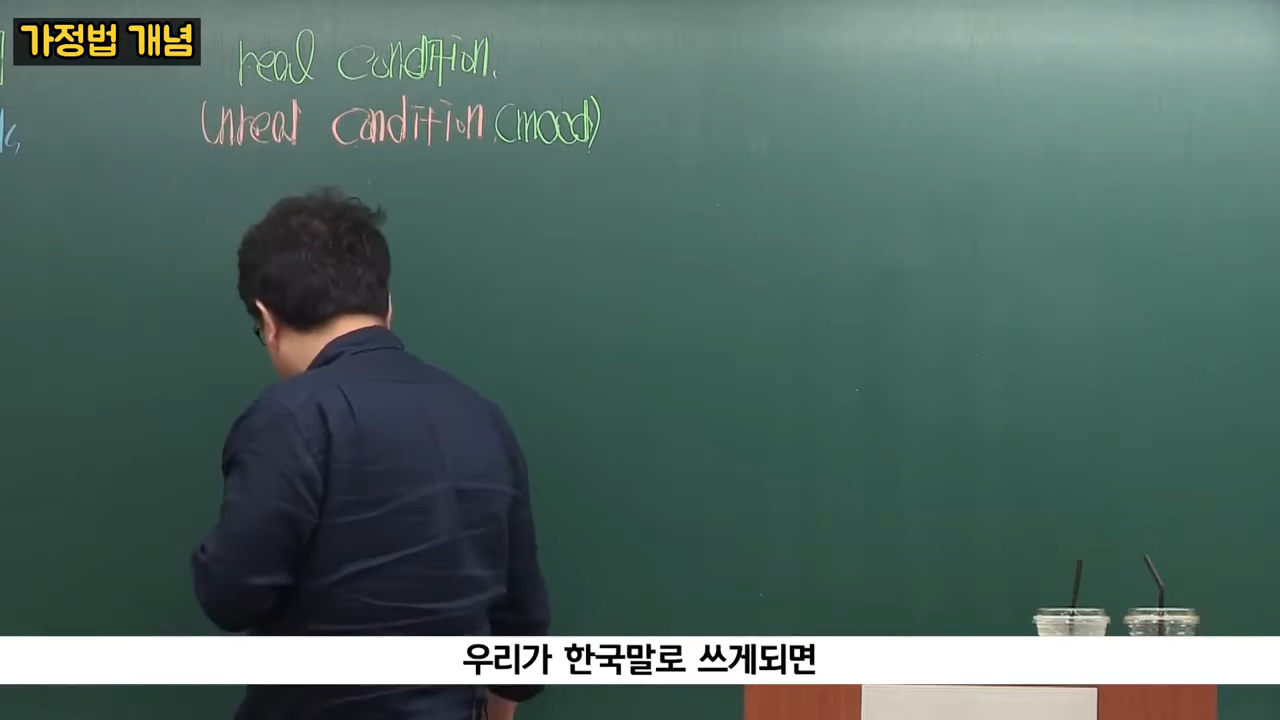 가정법 개념
real condition.
unreal condition (mood)
우리가 한국말로 쓰게되면